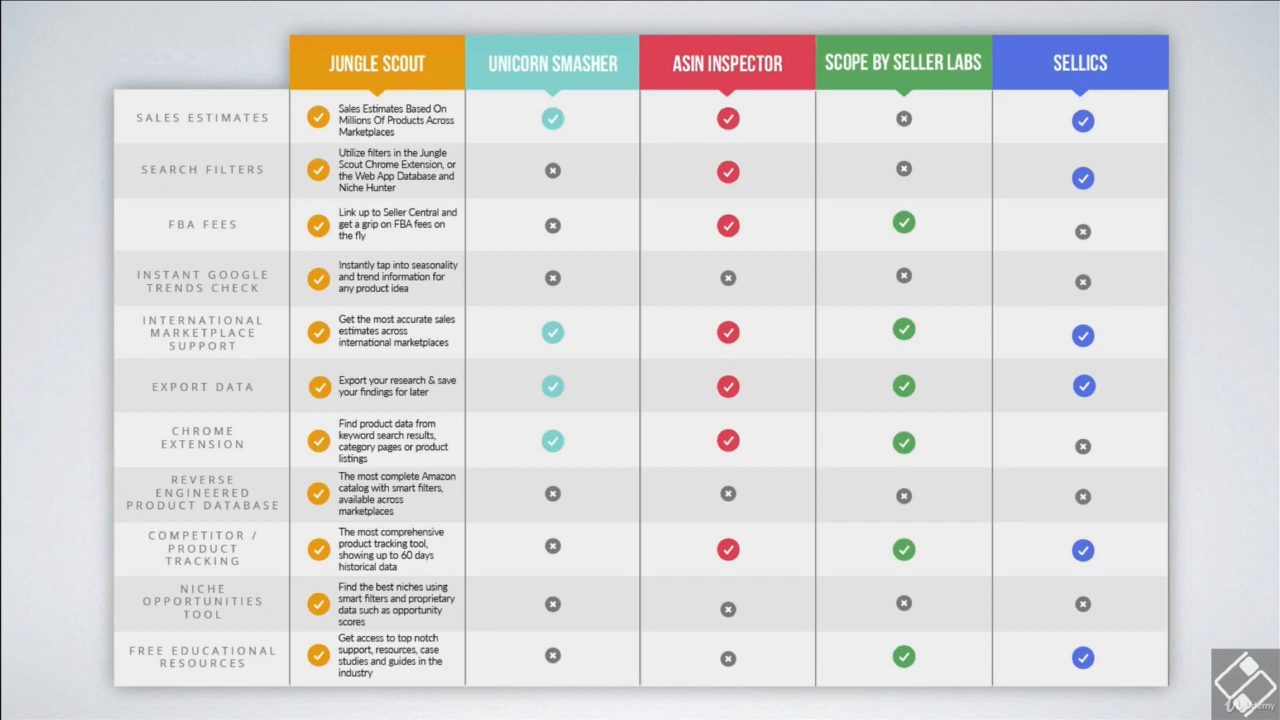 JUNGLE SCOUT
UNICORN SMASHER
ASIN INSPECTOR
SCOPE BY SELLER LABS
SELLICS
SALES ESTIMATES
Sales Estimates Based On
Millions Of Products Across
Marketplaces
SEARCH FILTERS
Utilize filters in the Jungle
Scout Chrome Extension, or
the Web App Database and
Niche Hunter
FBA FEES
Link up to Seller Central and
get a grip on FBA fees on
the fly
INSTANT GOOGLE
TRENDS CHECK
Instantly tap into seasonality
and trend information for
any product idea
INTERNATIONAL
MARKETPLACE
SUPPORT
Get the most accurate sales
estimates across
international marketplaces
EXPORT DATA
Export your research & save
your findings for later
CHROME
EXTENSION
Find product data from
keyword search results,
category pages or product
listings
REVERSE
ENGINEERED
PRODUCT DATABASE
The most complete Amazon
catalog with smart filters,
available across
marketplaces
COMPETITOR /
PRODUCT
TRACKING
The most comprehensive
product tracking tool,
showing up to 60 days
historical data
NICHE
OPPORTUNITIES
TOOL
Find the best niches using
smart filters and proprietary
data such as opportunity
scores
FREE EDUCATIONAL
RESOURCES
Get access to top notch
support, resources, case
studies and guides in the
industry
Udemy